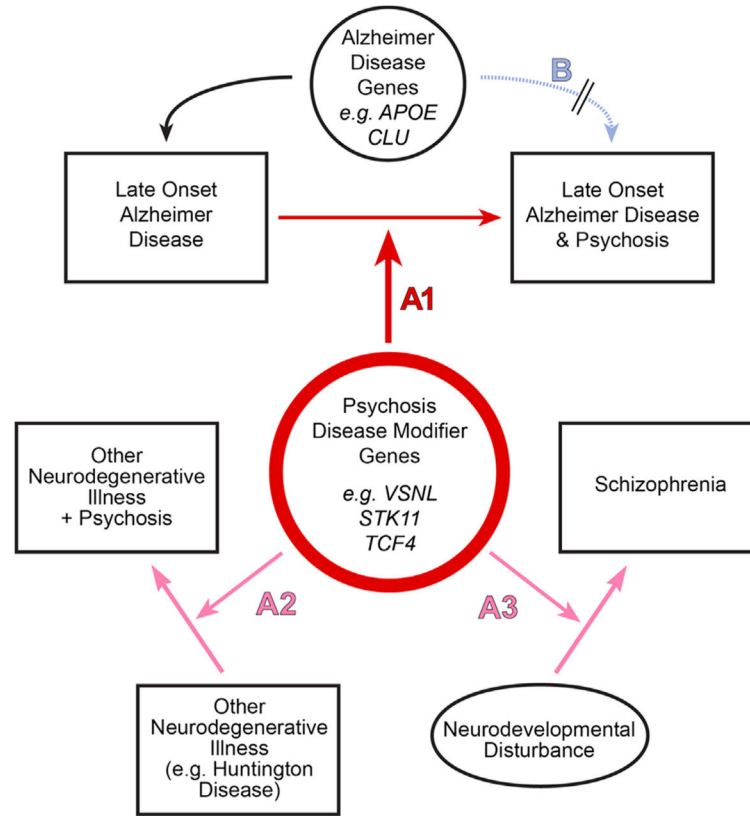 Alzheimer
Disease
Genes
e.g. APOE
CLU
B
Late Onset
Alzheimer
Disease
Late Onset
Alzheimer Disease
& Psychosis
A1
Psychosis
Disease Modifier
Genes
e.g. VSNL
STK11
TCF4
Other
Neurodegenerative
Illness
+ Psychosis
Schizophrenia
A2
A3
Other
Neurodegenerative
Illness
(e.g. Huntington
Disease)
Neurodevelopmental
Disturbance